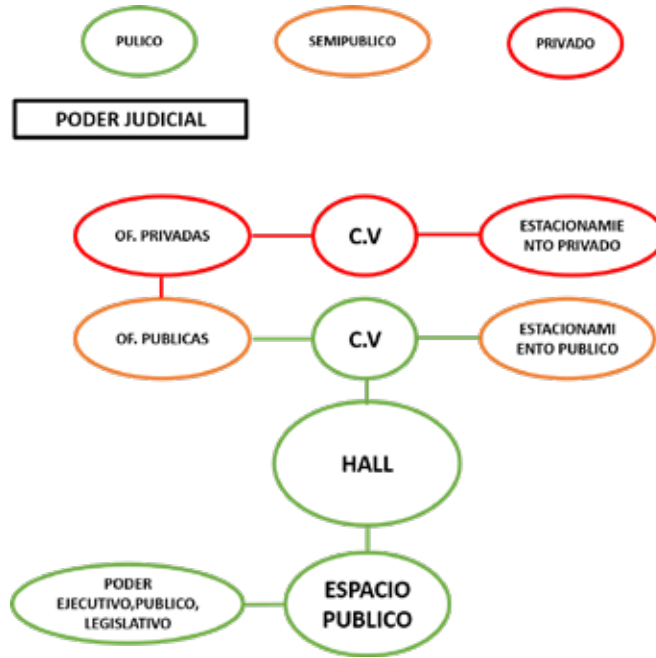 PULICO
SEMIPUBLICO
PRIVADO
PODER JUDICIAL
OF. PRIVADAS
C.V
ESTACIONAMIE
NTO PRIVADO
OF. PUBLICAS
C.V
ESTACIONAMI
ENTO PUBLICO
HALL
PODER
EJECUTIVO,PUBLICO,
LEGISLATIVO
ESPACIO
PUBLICO